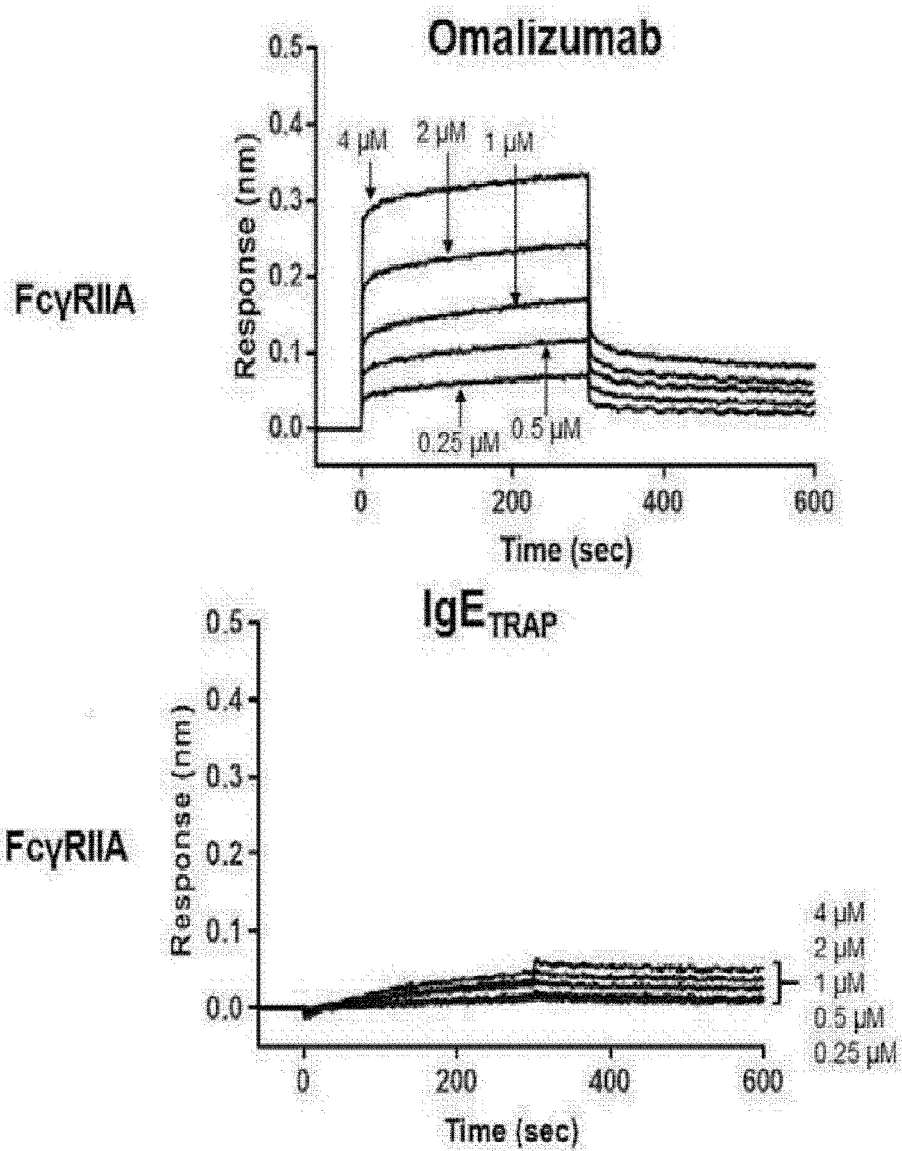 Omalizumab
0.5
0.4
0.3
0.2
0.1
0.0
Response (nm)
FcγRIIA
4 µM
2 µM
1 µM
0.25 µM
0.5 µM
0
200
400
600
Time (sec)
IgE TRAP
0.5
0.4
0.3
0.2
0.1
0.0
Response (nm)
FcγRIIA
4 µM
2 µM
1 µM
0.5 µM
0.25 µM
0
200
400
600
Time (sec)